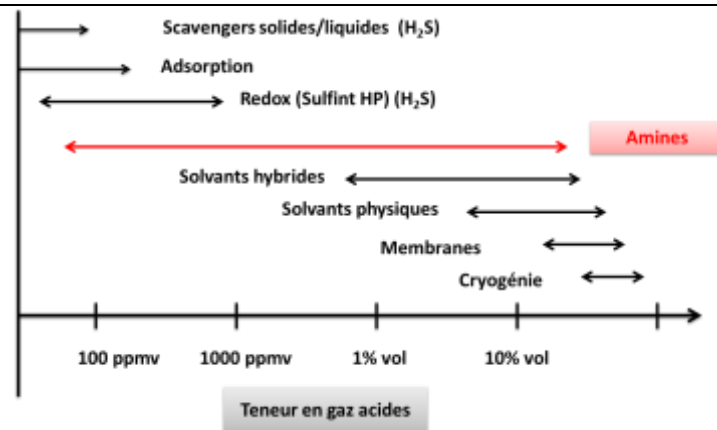 Scavengers solides/liquides (H₂S)
Adsorption
Redox (Sulfint HP) (H₂S)
Amines
Solvants hybrides
Solvants physiques
Membranes
Cryogénie
100 ppmv 1000 ppmv 1% vol 10% vol
Teneur en gaz acides